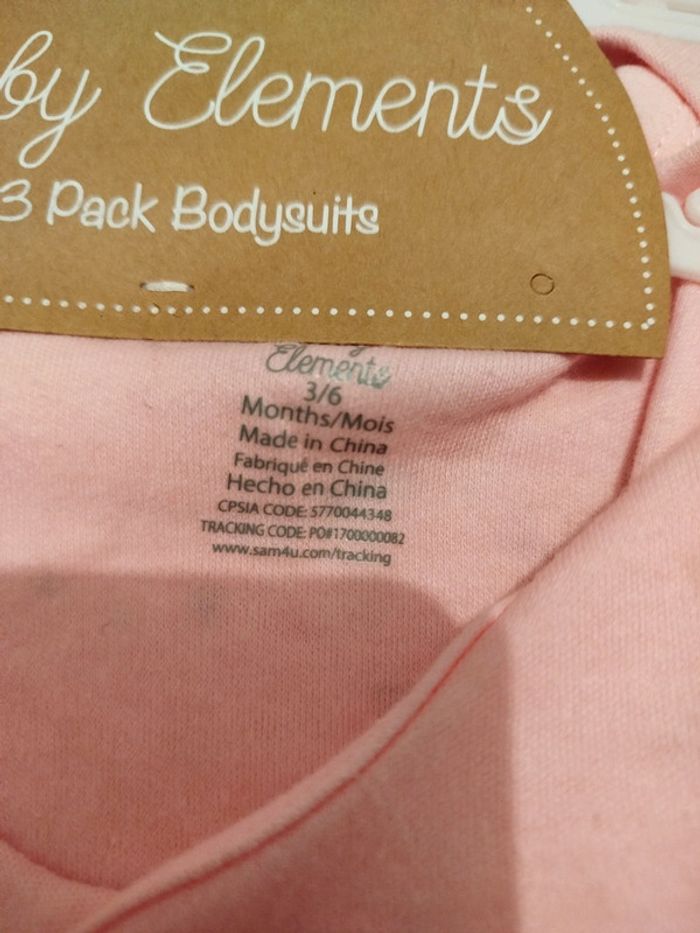 by Elements
3 Pack Bodysuits
Elements
3/6
Months/Mois
Made in China
Fabriqué en Chine
Hecho en China
CPSIA CODE: 5770044348
TRACKING CODE: PO#1700000082
www.sam4u.com/tracking